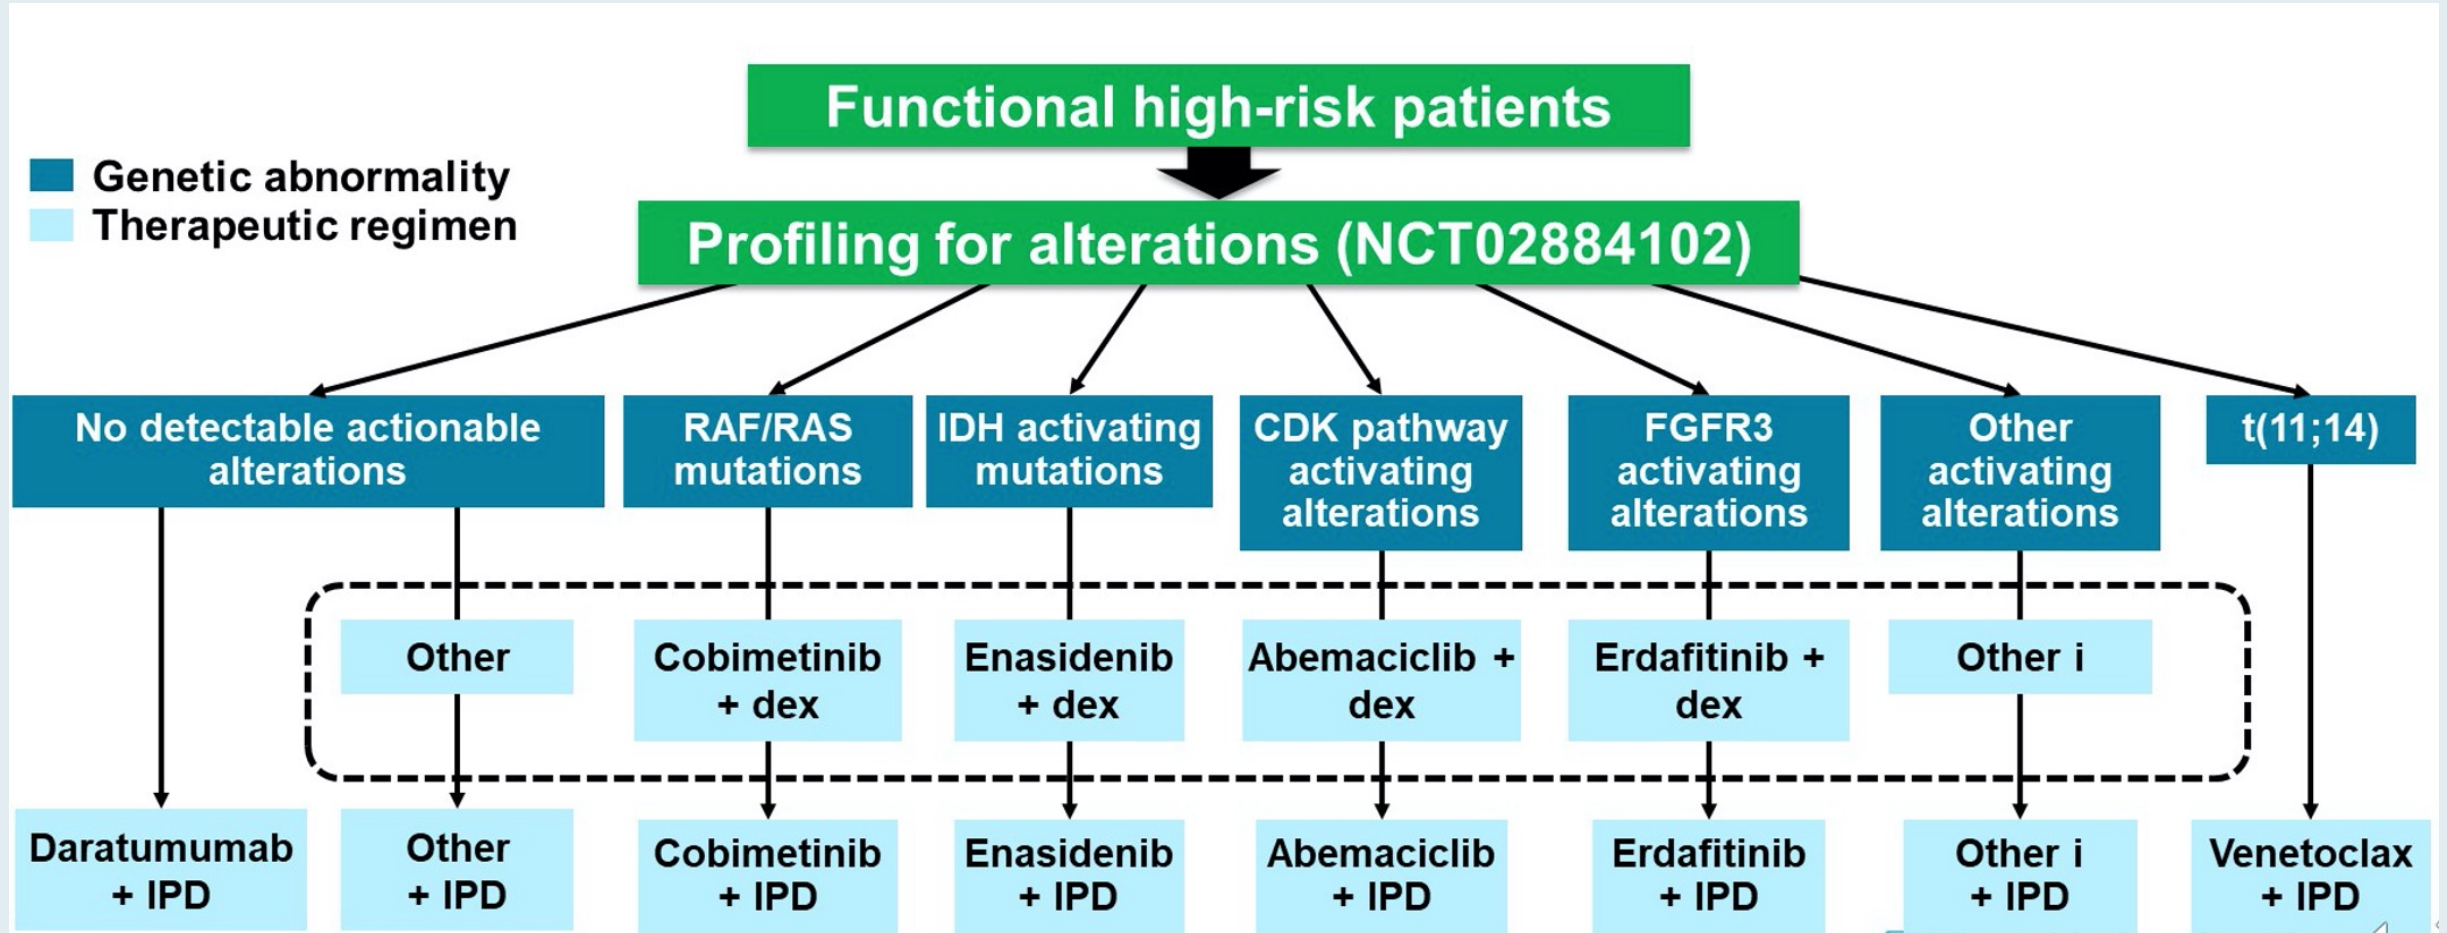 Functional high-risk patients
Genetic abnormality
Therapeutic regimen
Profiling for alterations (NCT02884102)
No detectable actionable
alterations
RAF/RAS
mutations
IDH activating
mutations
CDK pathway
activating
alterations
FGFR3
activating
alterations
Other
activating
alterations
t(11;14)
Other
Cobimetinib
+ dex
Enasidenib
+ dex
Abemaciclib +
dex
Erdafitinib +
dex
Other i
Daratumumab
+ IPD
Other
+ IPD
Cobimetinib
+ IPD
Enasidenib
+ IPD
Abemaciclib
+ IPD
Erdafitinib
+ IPD
Other i
+ IPD
Venetoclax
+ IPD